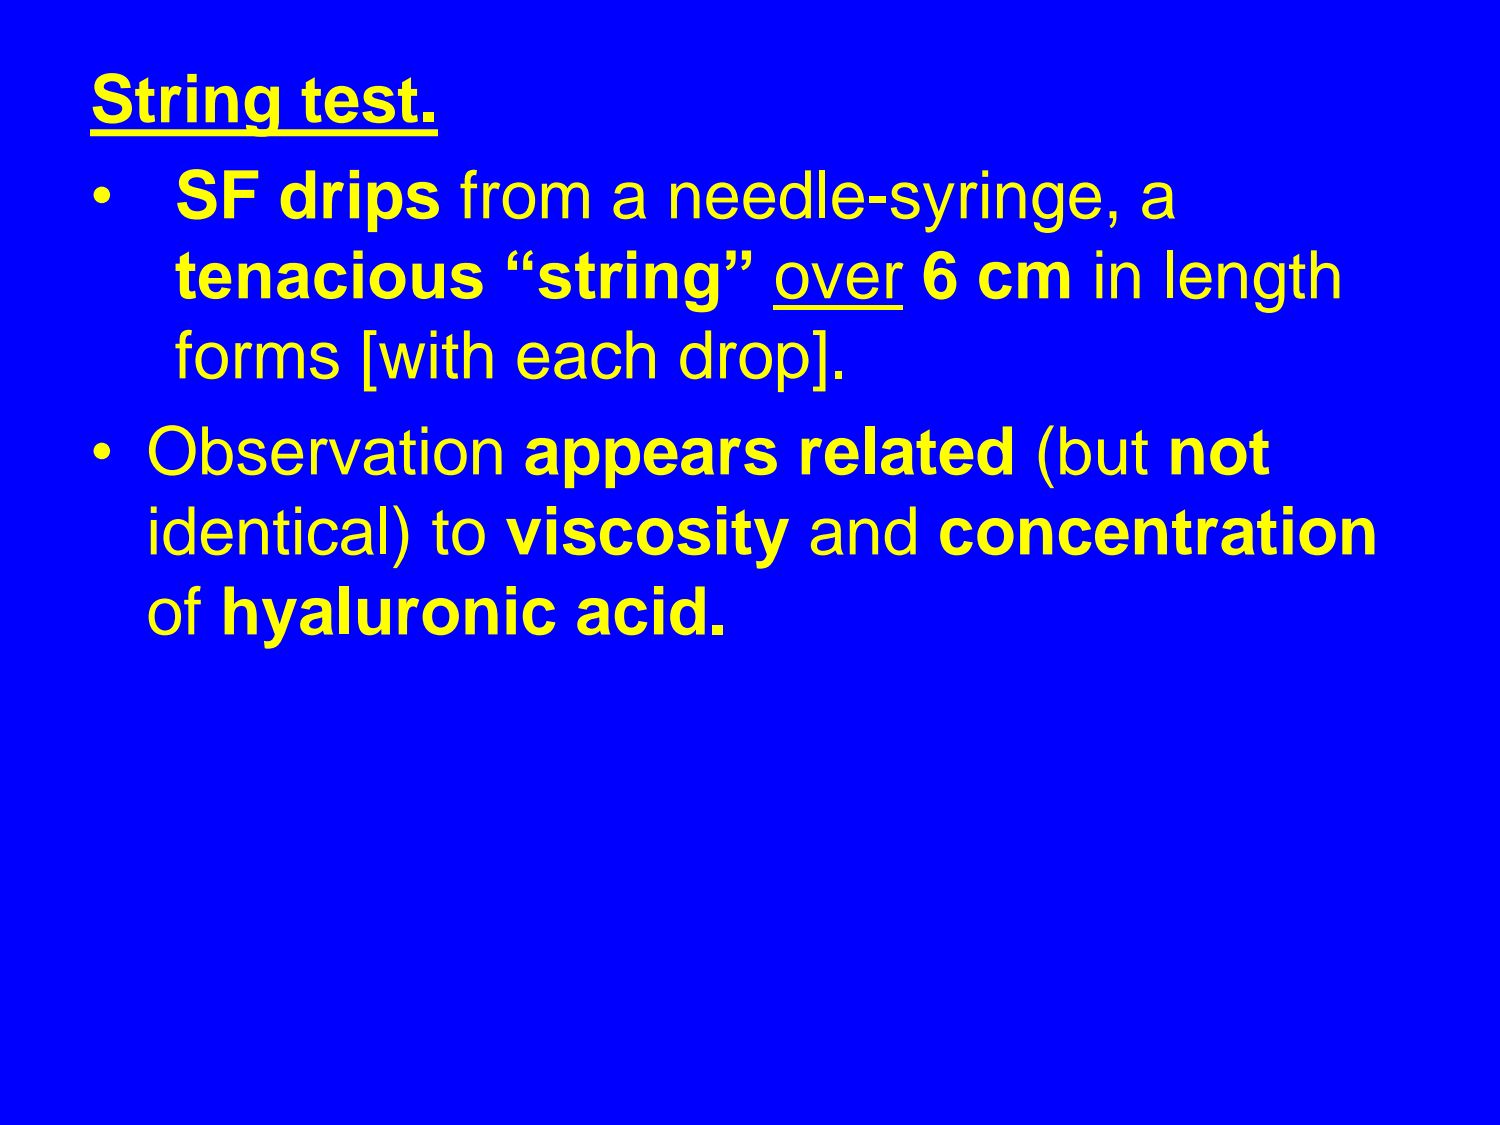 String test.
• SF drips from a needle-syringe, a
tenacious “string” over 6 cm in length
forms [with each drop].
• Observation appears related (but not
identical) to viscosity and concentration
of hyaluronic acid.